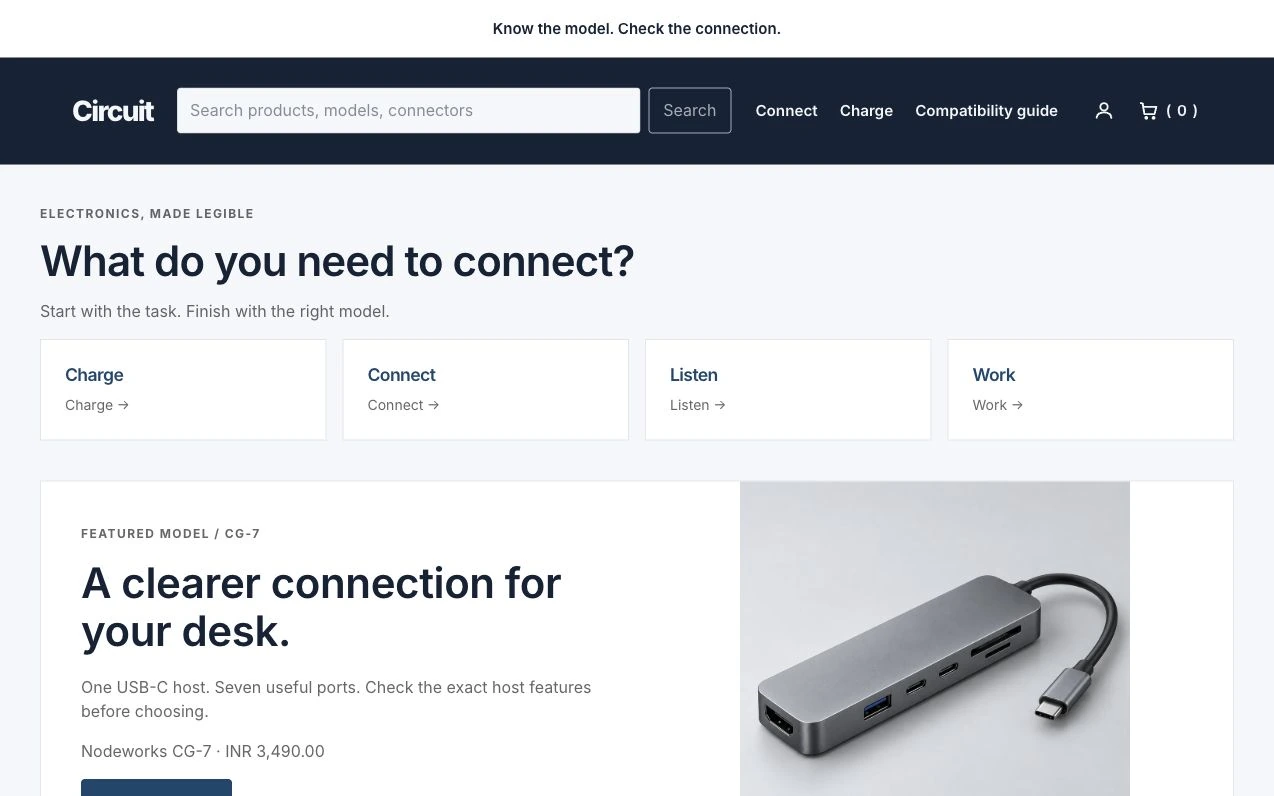 Know the model. Check the connection.
Circuit
Search products, models, connectors
Search
Connect
Charge
Compatibility guide
( 0 )
ELECTRONICS, MADE LEGIBLE
What do you need to connect?
Start with the task. Finish with the right model.
Charge
Charge →
Connect
Connect →
Listen
Listen →
Work
Work →
FEATURED MODEL / CG-7
A clearer connection for
your desk.
One USB-C host. Seven useful ports. Check the exact host features
before choosing.
Nodeworks CG-7 · INR 3,490.00